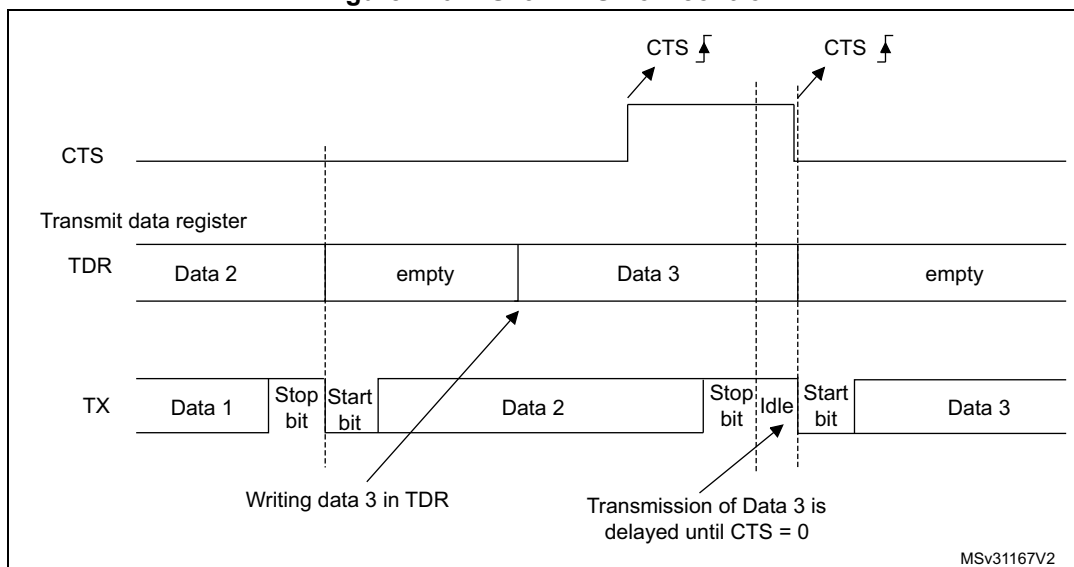 CTS CTS
CTS
Transmit data register
TDR Data 2 empty Data 3 empty
TX Data 1 Stop bit Start bit Data 2 Stop bit Idle Start bit Data 3
Writing data 3 in TDR
Transmission of Data 3 is
delayed until CTS = 0
MSv31167V2